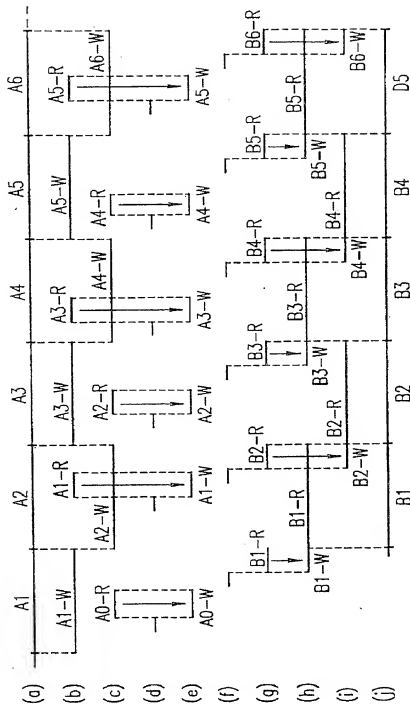 (a) A1 A2 A3 A4 A5 A6
(b) A1-W A1-R A3-W A3-R A5-W A5-R
(c) A0-R A2-W A2-R A4-W A4-R A6-W
(d)
(e) A0-W A1-W A2-W A3-W A4-W A5-W
(f)
(g) B1-R B2-R B3-R B4-R B5-R B6-R
(h) B1-W B1-R B3-W B3-R B5-W B5-R
(i) B2-W B2-R B4-W B4-R B6-W
(j) B1 B2 B3 B4 D5